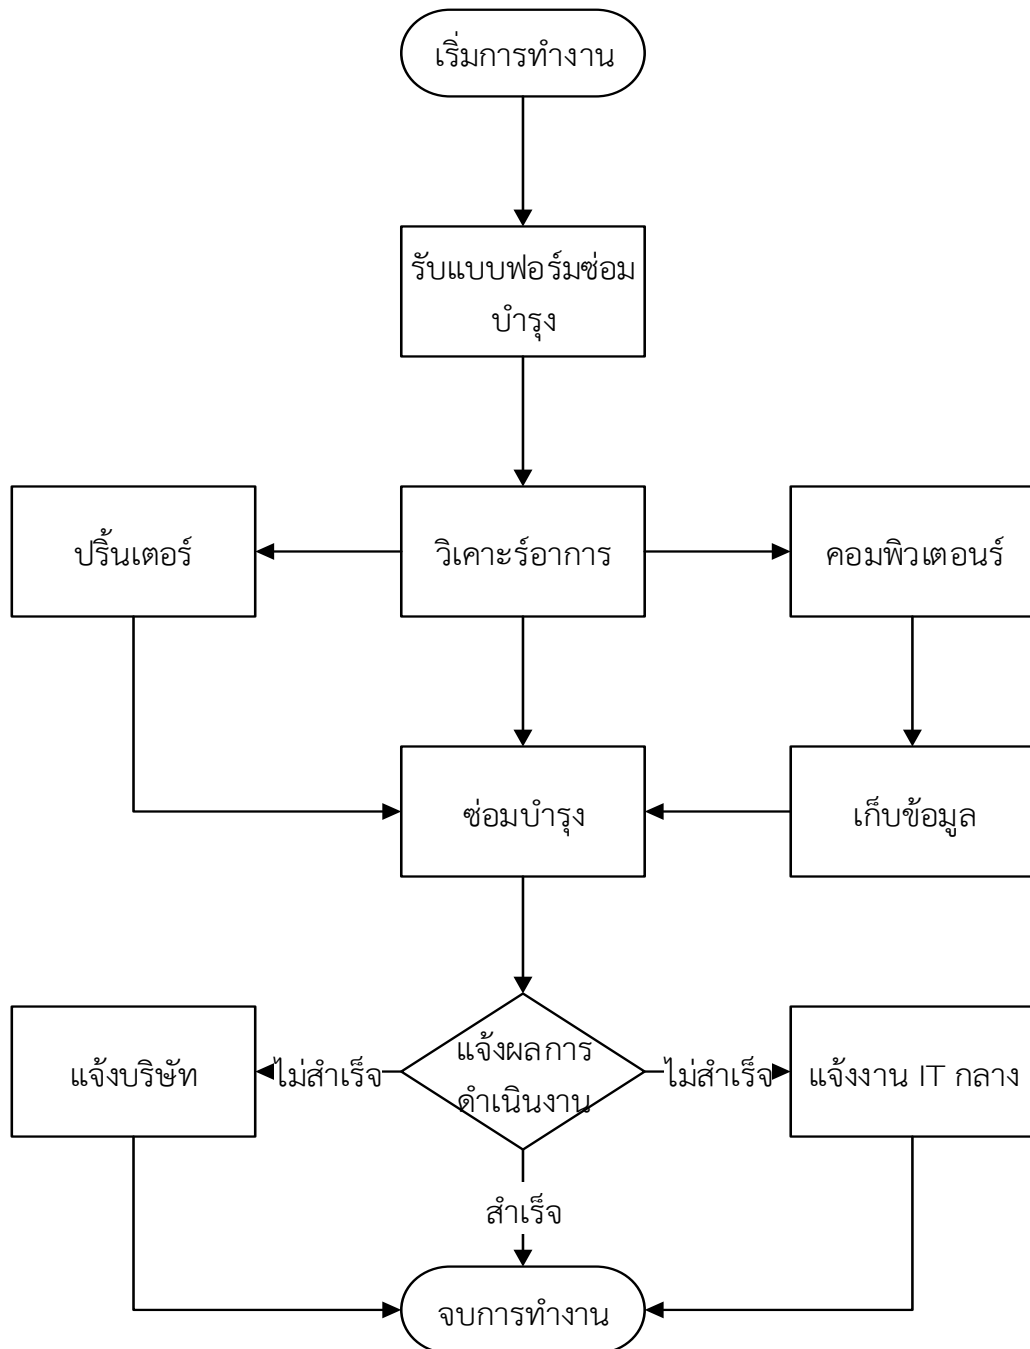 เริ่มการทำงาน
รับแบบฟอร์มซ่อม
บำรุง
ปริ้นเตอร์
วิเคาะร์อาการ
คอมพิวเตอนร์
ซ่อมบำรุง
เก็บข้อมูล
แจ้งบริษัท
ไม่สำเร็จ
แจ้งผลการ
ดำเนินงาน
ไม่สำเร็จ
แจ้งงาน IT กลาง
สำเร็จ
จบการทำงาน